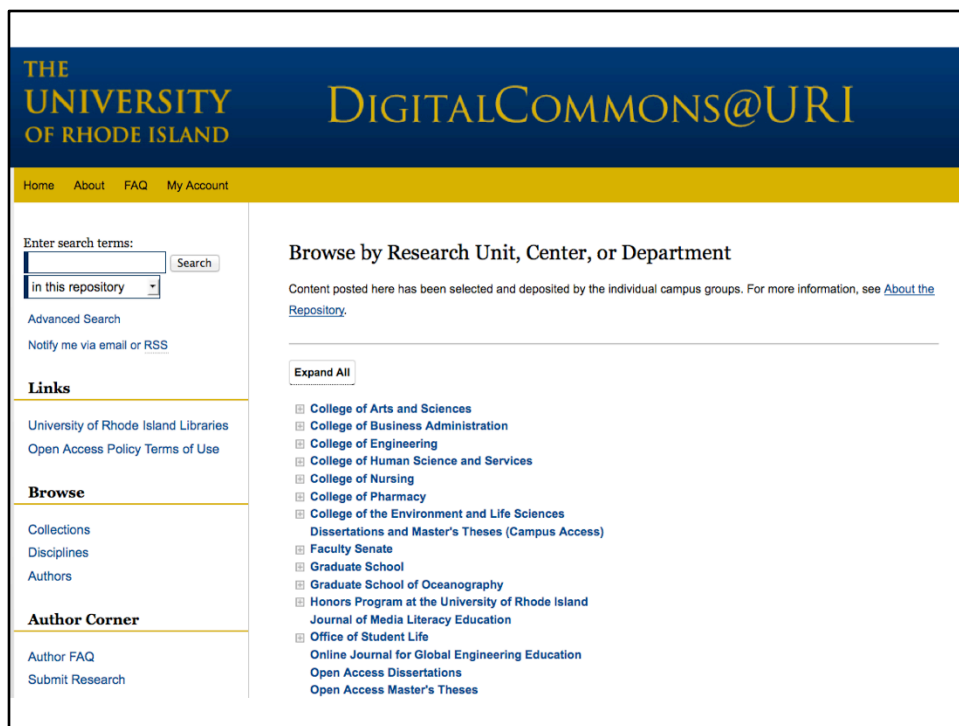 THE
UNIVERSITY
OF RHODE ISLAND
DIGITALCOMMONS@URI
Home About FAQ My Account
Enter search terms:
Search
in this repository
Advanced Search
Notify me via email or RSS
Links
University of Rhode Island Libraries
Open Access Policy Terms of Use
Browse
Collections
Disciplines
Authors
Author Corner
Author FAQ
Submit Research
Browse by Research Unit, Center, or Department
Content posted here has been selected and deposited by the individual campus groups. For more information, see About the
Repository.
Expand All
College of Arts and Sciences
College of Business Administration
College of Engineering
College of Human Science and Services
College of Nursing
College of Pharmacy
College of the Environment and Life Sciences
Dissertations and Master's Theses (Campus Access)
Faculty Senate
Graduate School
Graduate School of Oceanography
Honors Program at the University of Rhode Island
Journal of Media Literacy Education
Office of Student Life
Online Journal for Global Engineering Education
Open Access Dissertations
Open Access Master's Theses